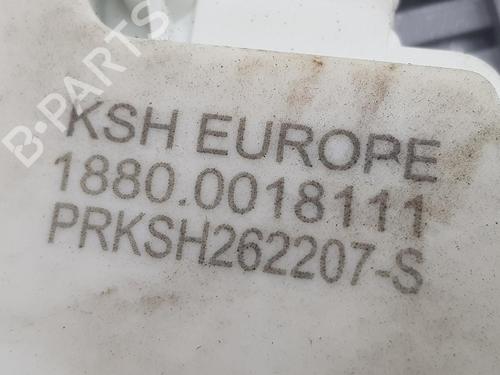 B-PARTS
KSH EUROPE
1880.0018111
PRKSH262207-S